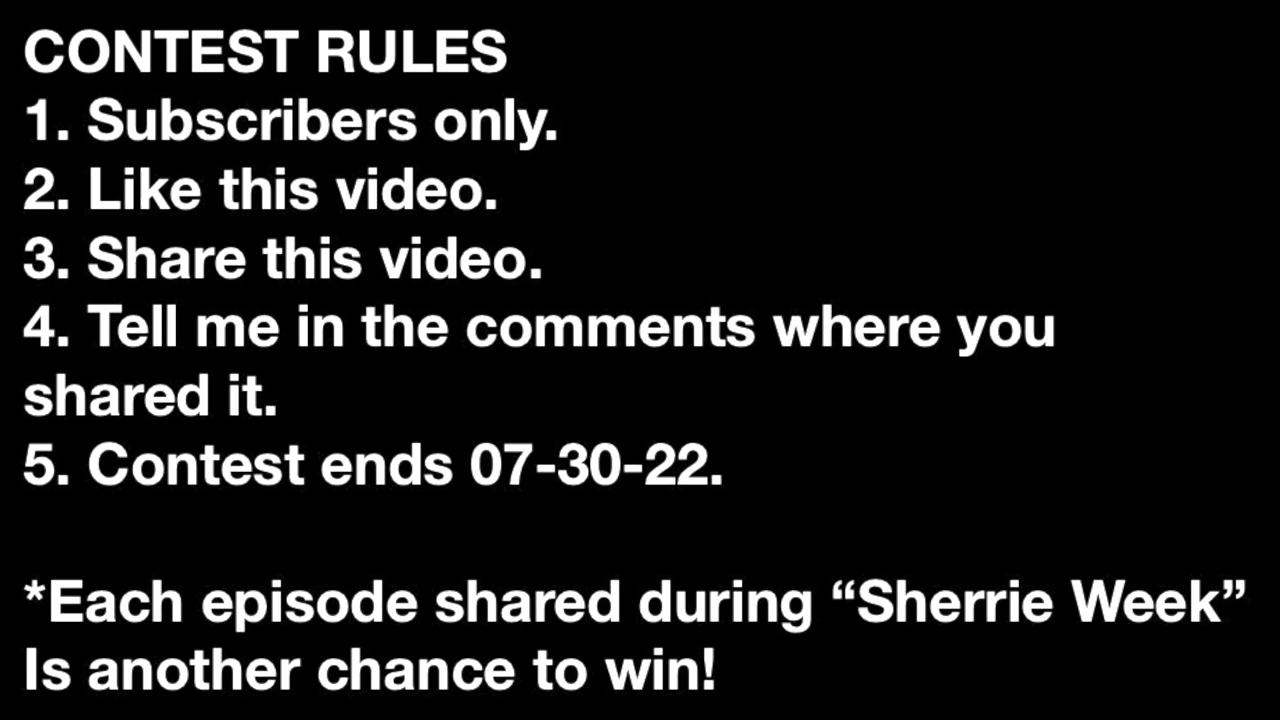 CONTEST RULES
1. Subscribers only.
2. Like this video.
3. Share this video.
4. Tell me in the comments where you
shared it.
5. Contest ends 07-30-22.
*Each episode shared during “Sherrie Week”
Is another chance to win!